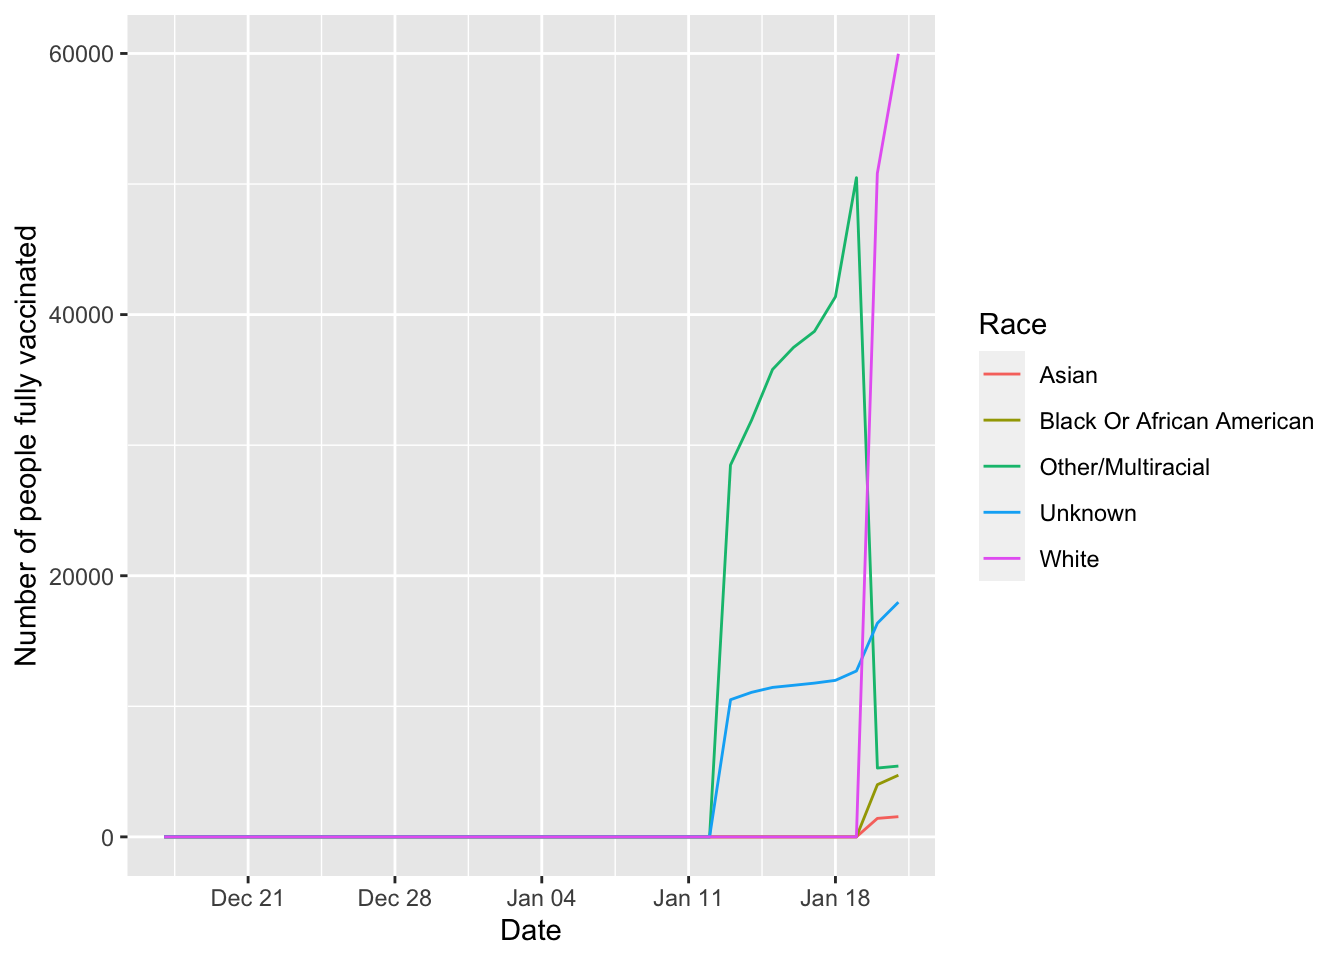 Number of people fully vaccinated
60000
40000
20000
0
Dec 21
Dec 28
Jan 04
Jan 11
Jan 18
Date
Race
Asian
Black Or African American
Other/Multiracial
Unknown
White